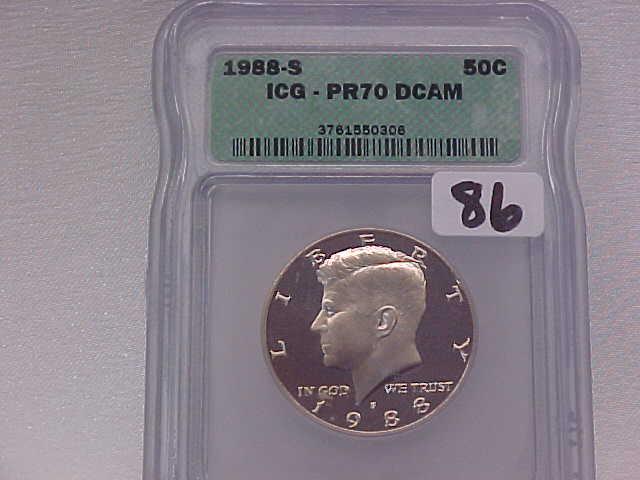 1988-S 50C
ICG - PR70 DCAM
3761550306
86
LIBERTY
IN GOD WE TRUST
S
1988